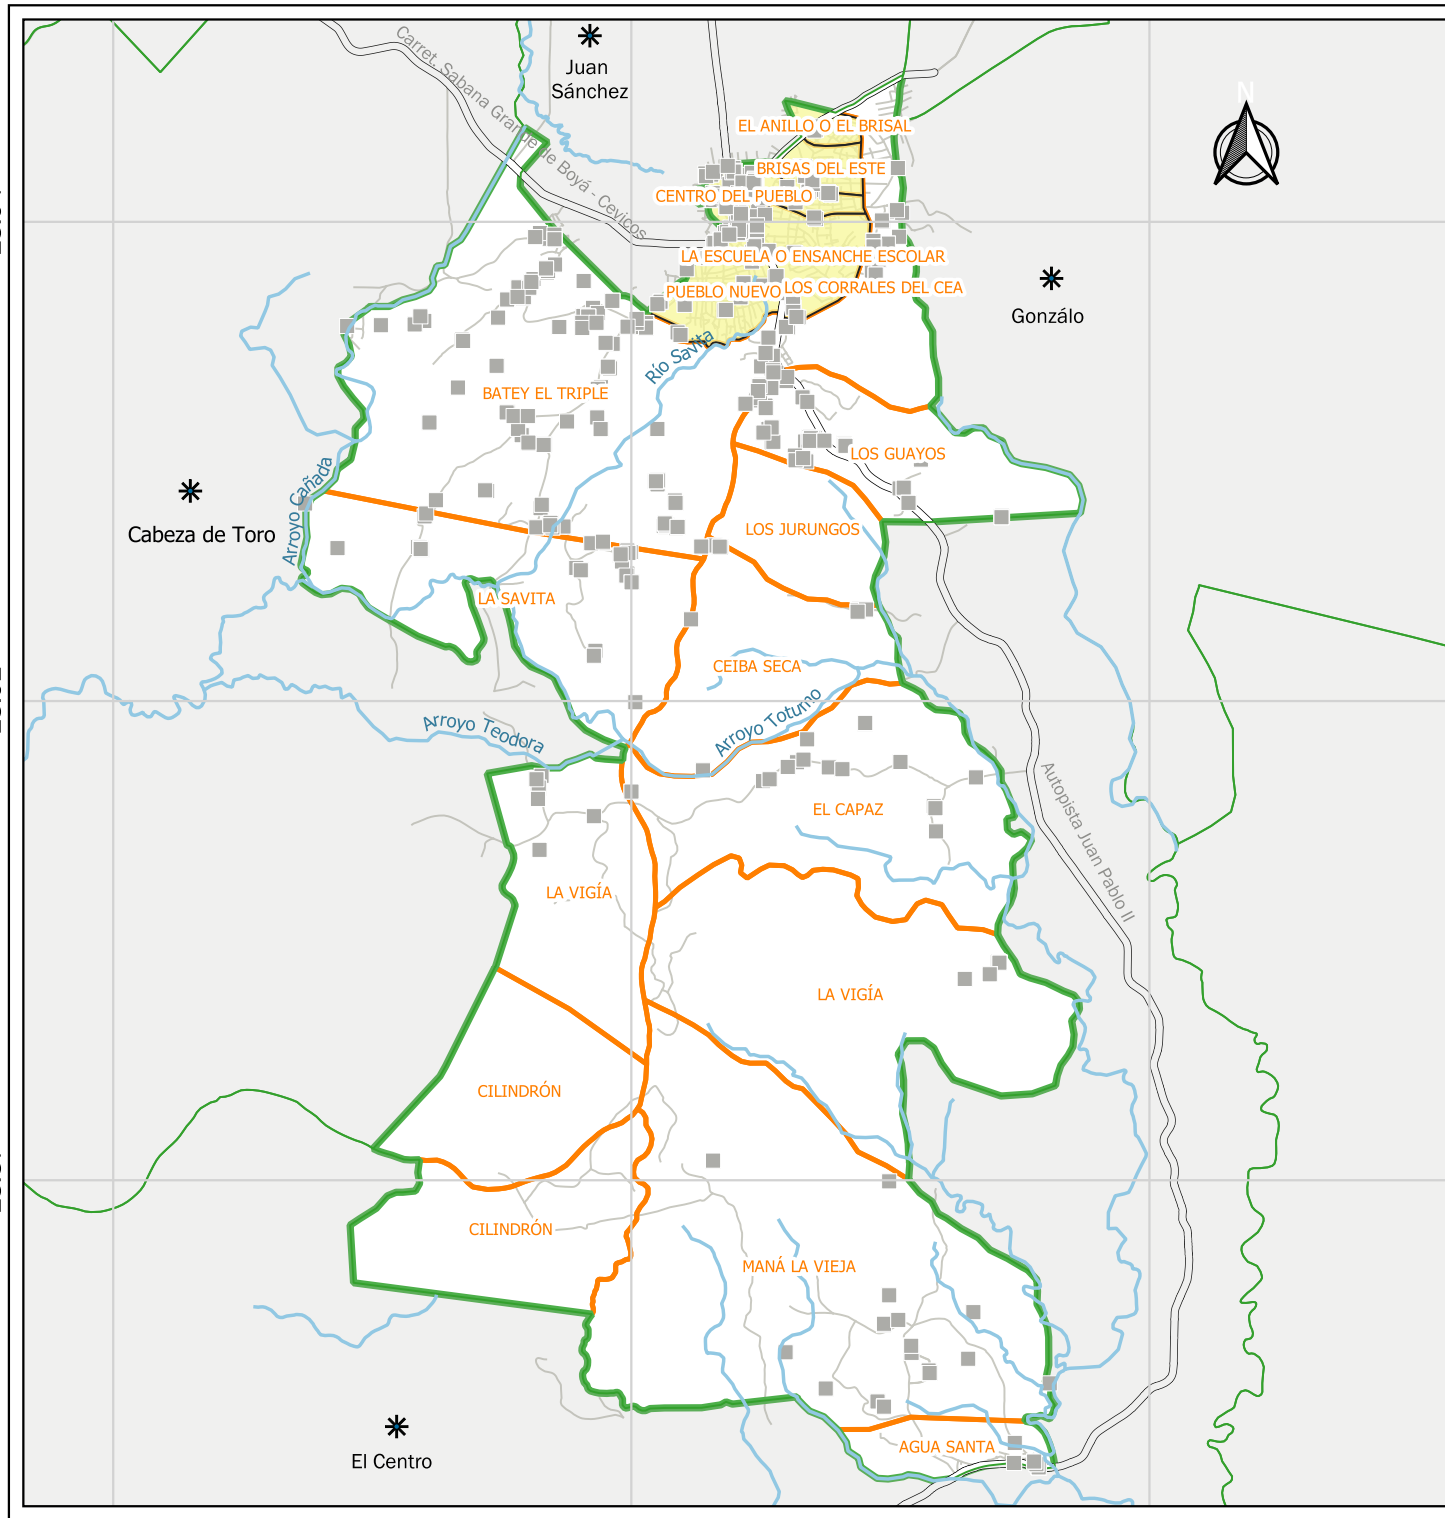 Juan
Sánchez
N
Carret. Sabana Grande de Boyá - Cevicos
EL ANILLO O EL BRISAL
BRISAS DEL ESTE
CENTRO DEL PUEBLO
LA ESCUELA O ENSANCHE ESCOLAR
PUEBLO NUEVO
LOS CORRALES DEL CEA
Gonzálo
Río Savita
BATEY EL TRIPLE
LOS GUAYOS
Arroyo Cañada
Cabeza de Toro
LOS JURUNGOS
LA SAVITA
CEIBA SECA
Arroyo Teodora
Arroyo Totumo
EL CAPAZ
Autopista Juan Pablo II
LA VIGÍA
LA VIGÍA
CILINDRÓN
CILINDRÓN
MANÁ LA VIEJA
AGUA SANTA
El Centro